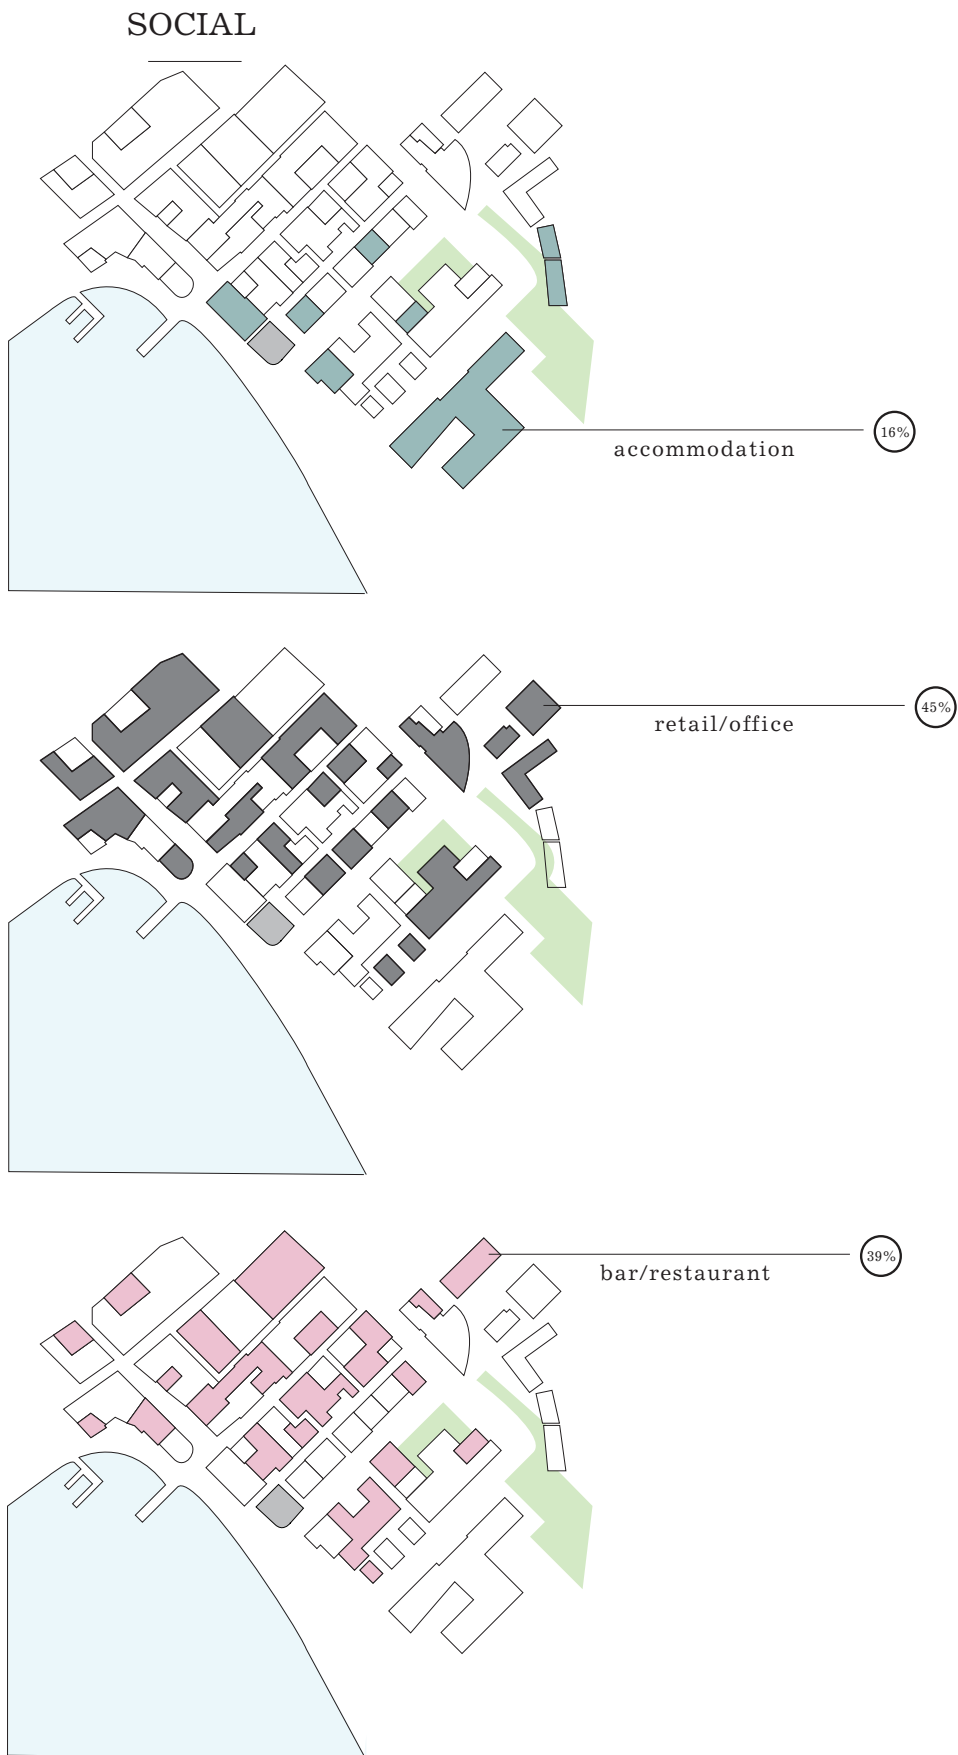 SOCIAL
16%
accommodation
45%
retail/office
39%
bar/restaurant